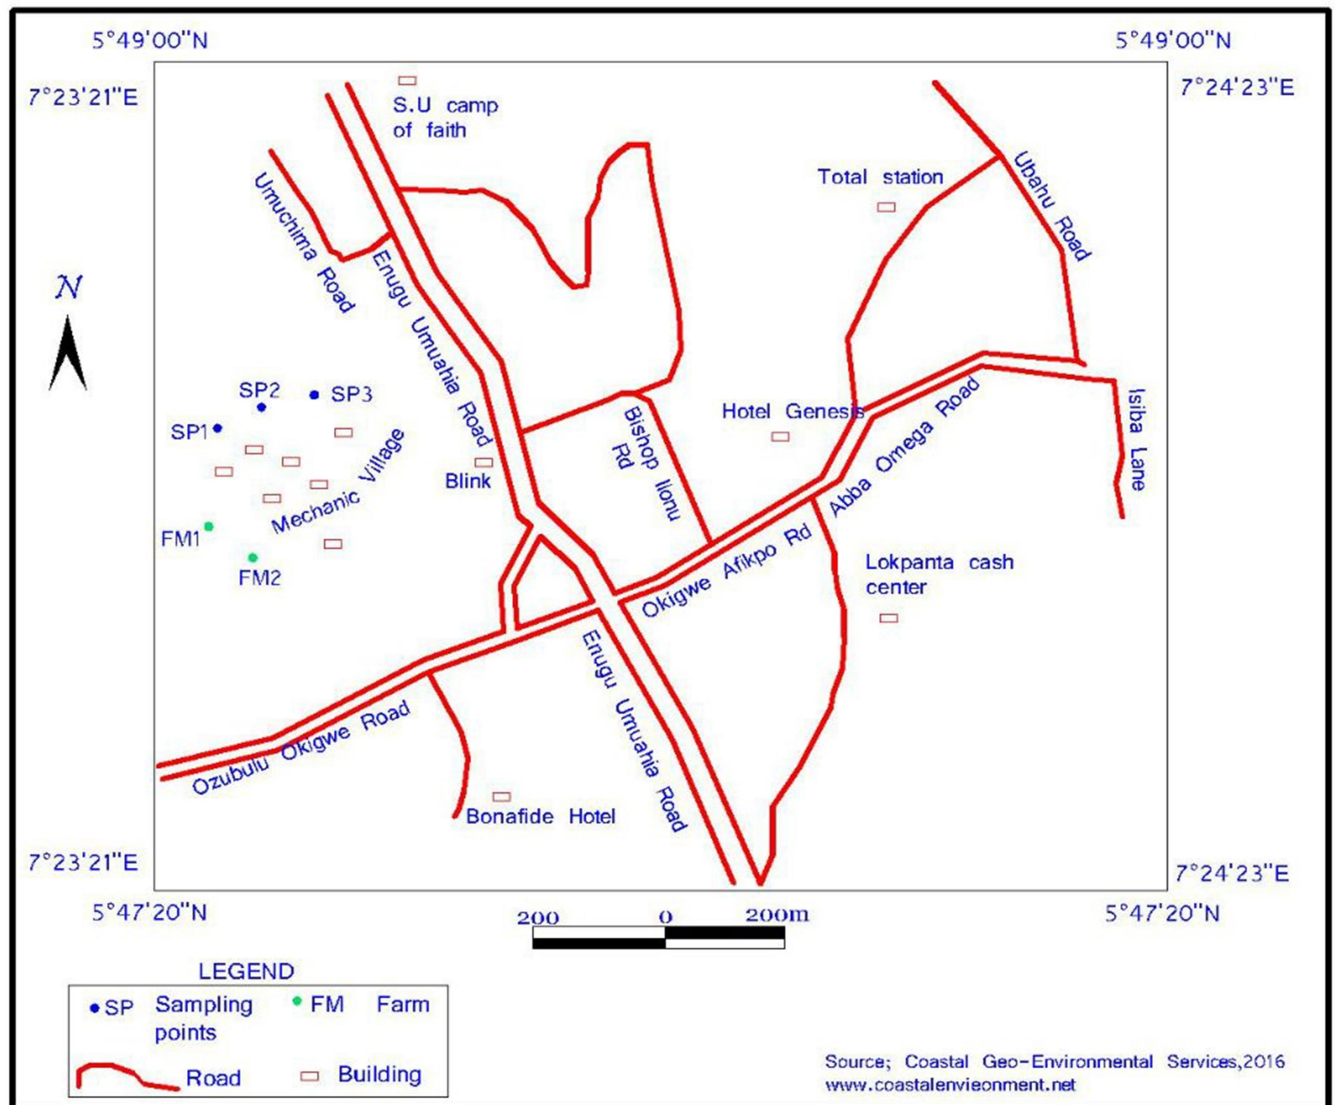 5°49'00"N
5°49'00"N
7°23'21"E
7°24'23"E
S.U camp
of faith
Total station
Ubahu Road
Umuchima Road
Enugu Umuahia Road
N
SP2
SP3
SP1
Hotel Genesis
Bishop Ilonu
Rd
Isiba Lane
Mechanic Village
Blink
Abba Omega Road
FM1
FM2
Okigwe Afikpo Rd
Lokpanta cash
center
Enugu Umuahia Road
Ozubulu Okigwe Road
Bonafide Hotel
7°23'21"E
7°24'23"E
5°47'20"N
5°47'20"N
200 0 200m
LEGEND
SP Sampling
points
FM Farm
Road
Building
Source; Coastal Geo-Environmental Services,2016
www.coastalenvieonment.net